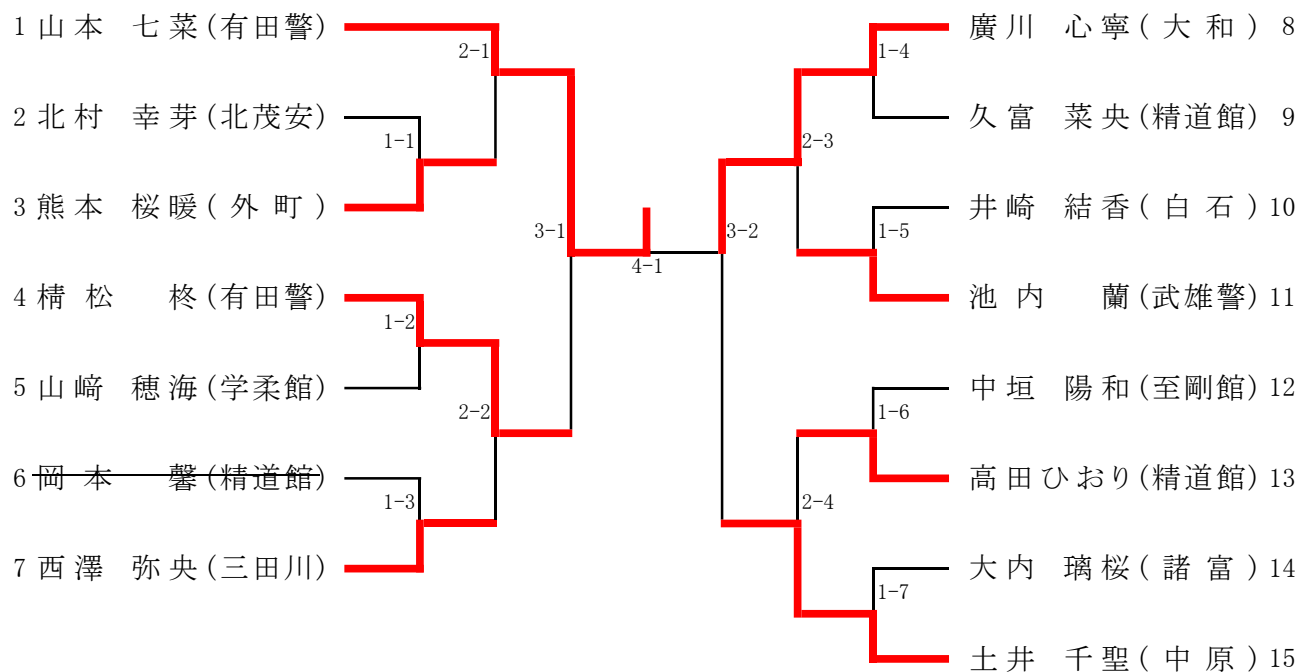 1 山本 七菜(有田警)
2 北村 幸芽(北茂安)
3 熊本 桜暖(外町)
4 構松 柊(有田警)
5 山﨑 穂海(学柔館)
6 岡本 馨(精道館)
7 西澤 弥央(三田川)
2-1
1-1
3-1
1-2
2-2
1-3
4-1
3-2
1-4
2-3
1-5
1-6
2-4
1-7
廣川 心寧(大和) 8
久富 菜央(精道館) 9
井崎 結香(白石) 10
池内 蘭(武雄警) 11
中垣 陽和(至剛館) 12
高田ひおり(精道館) 13
大内 璃桜(諸富) 14
土井 千聖(中原) 15